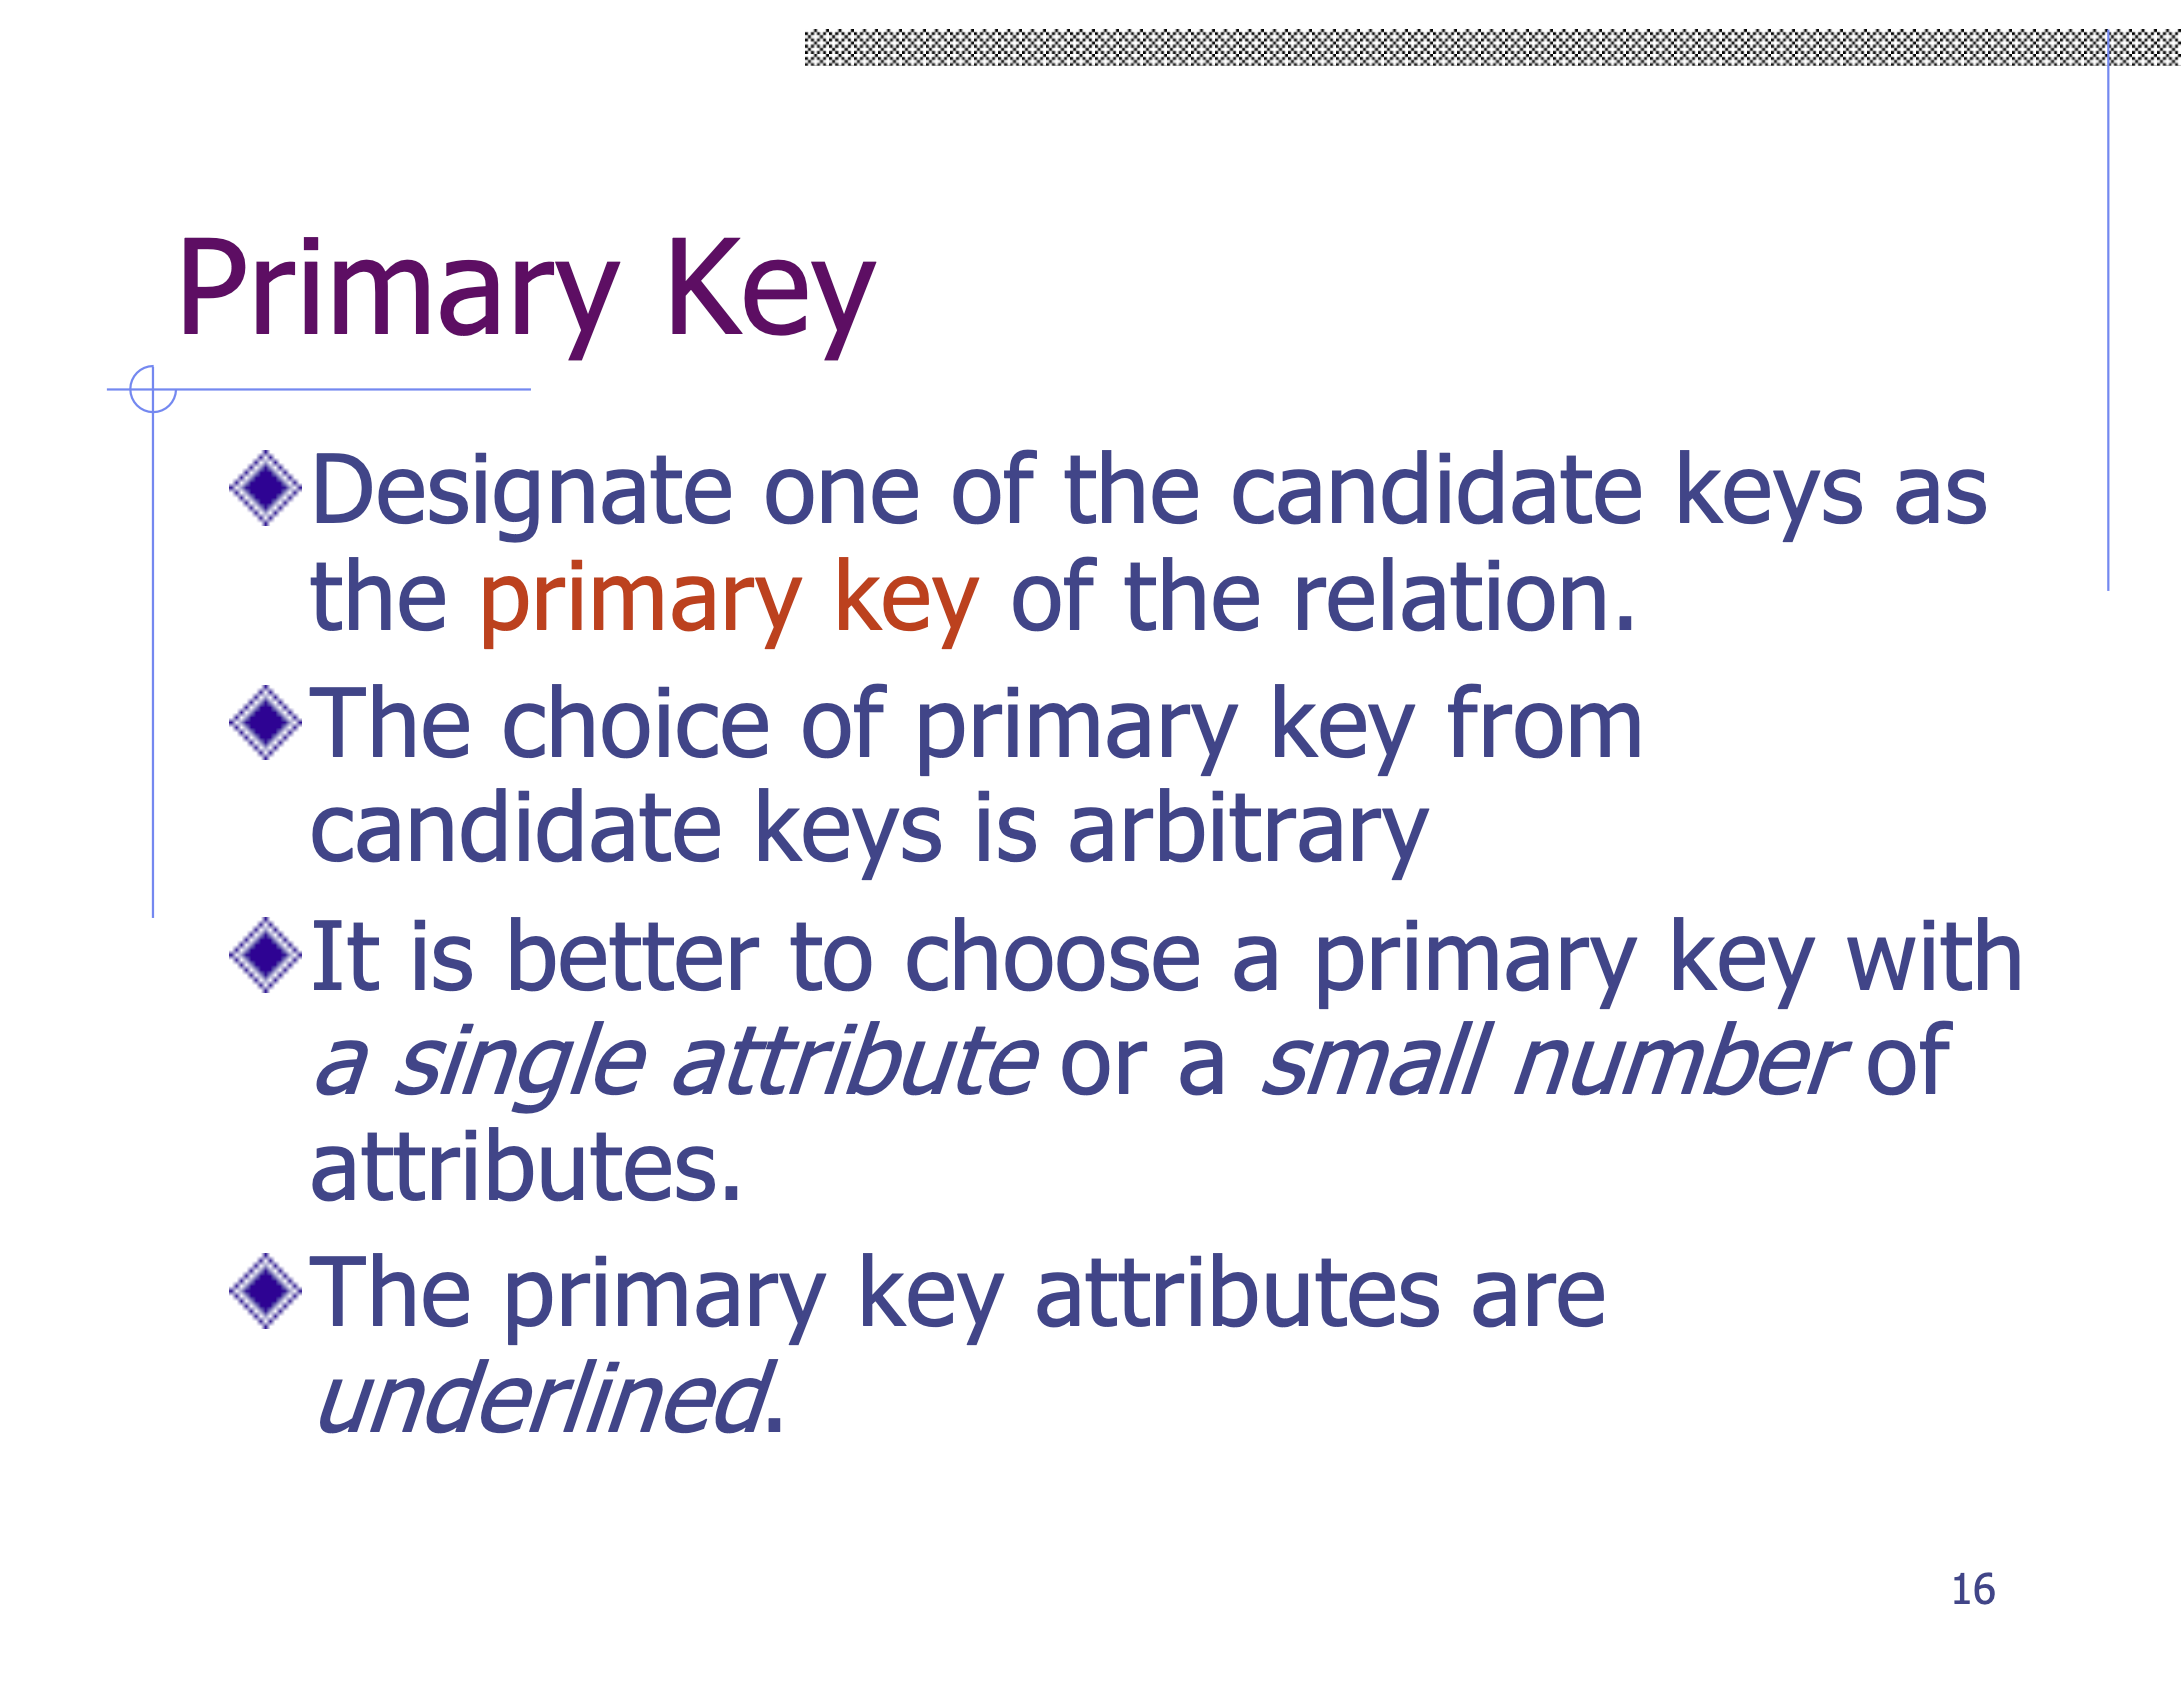 Primary Key
Designate one of the candidate keys as
the primary key of the relation.
The choice of primary key from
candidate keys is arbitrary
It is better to choose a primary key with
a single attribute or a small number of
attributes.
The primary key attributes are
underlined.
16